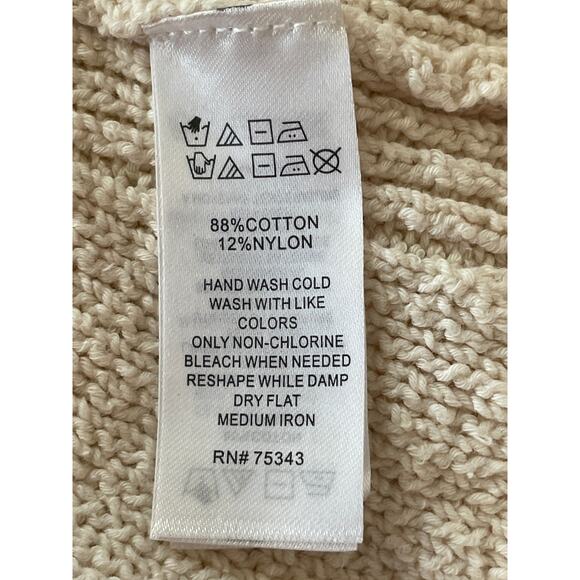 88%COTTON
12%NYLON
HAND WASH COLD
WASH WITH LIKE
COLORS
ONLY NON-CHLORINE
BLEACH WHEN NEEDED
RESHAPE WHILE DAMP
DRY FLAT
MEDIUM IRON
RN# 75343